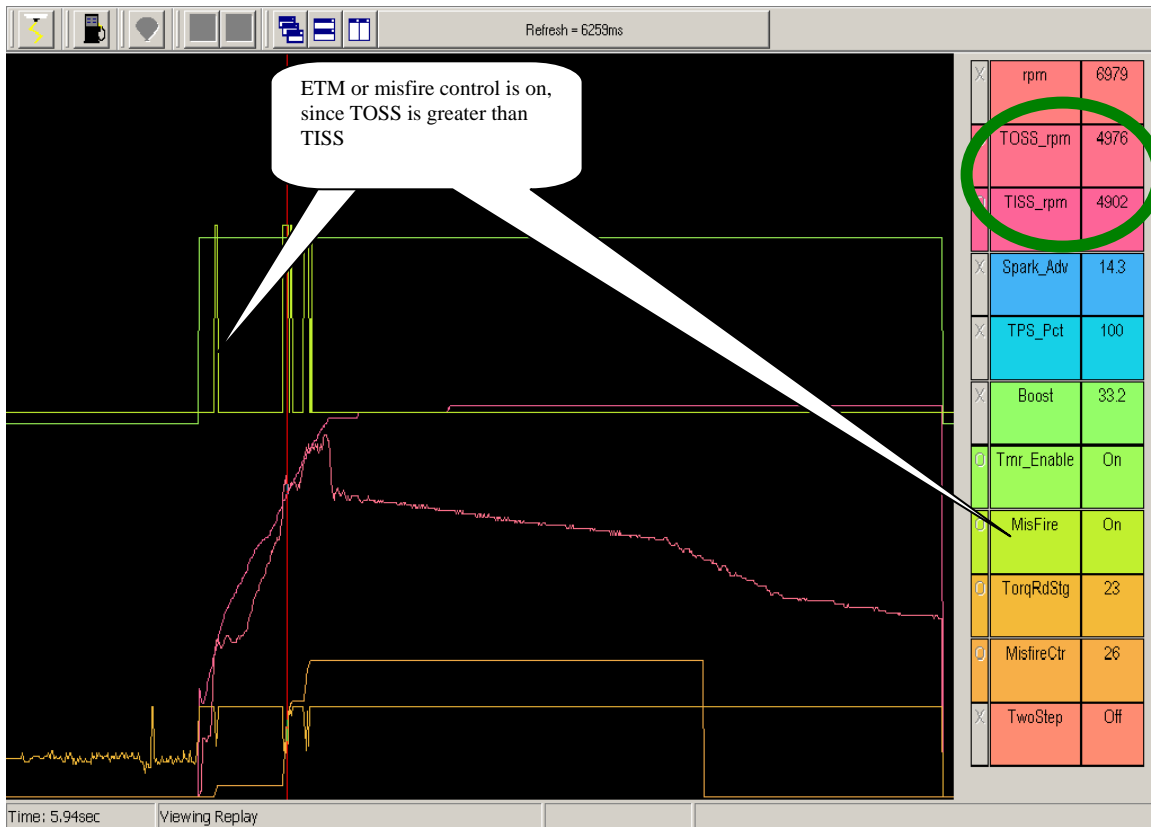 Refresh = 6259ms
ETM or misfire control is on,
since TOSS is greater than
TISS
X rpm 6979
TOSS_rpm 4976
TISS_rpm 4902
X Spark_Adv 14.3
X TPS_Pct 100
X Boost 33.2
O Tmr_Enable On
O MisFire On
O TorqRdStg 23
O MisfireCtr 26
X TwoStep Off
Time: 5.94sec Viewing Replay